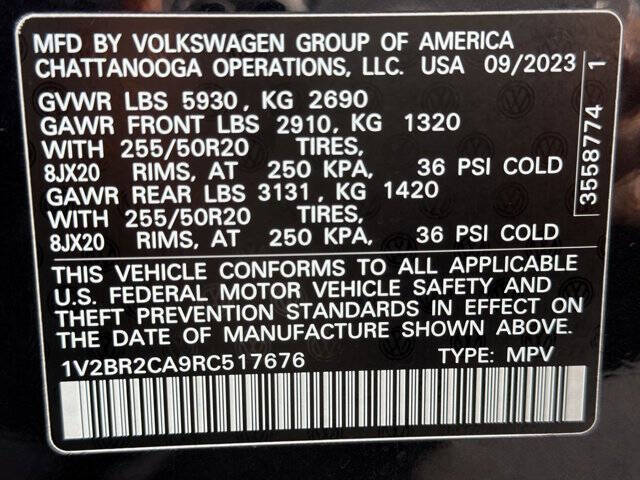 MFD BY VOLKSWAGEN GROUP OF AMERICA
CHATTANOOGA OPERATIONS, LLC. USA 09/2023
GVWR LBS 5930, KG 2690
GAWR FRONT LBS 2910, KG 1320
WITH 255/50R20 TIRES,
8JX20 RIMS, AT 250 KPA, 36 PSI COLD
GAWR REAR LBS 3131, KG 1420
WITH 255/50R20 TIRES,
8JX20 RIMS, AT 250 KPA, 36 PSI COLD
THIS VEHICLE CONFORMS TO ALL APPLICABLE
U.S. FEDERAL MOTOR VEHICLE SAFETY AND
THEFT PREVENTION STANDARDS IN EFFECT ON
THE DATE OF MANUFACTURE SHOWN ABOVE.
1V2BR2CA9RC517676 TYPE: MPV
3558774 1